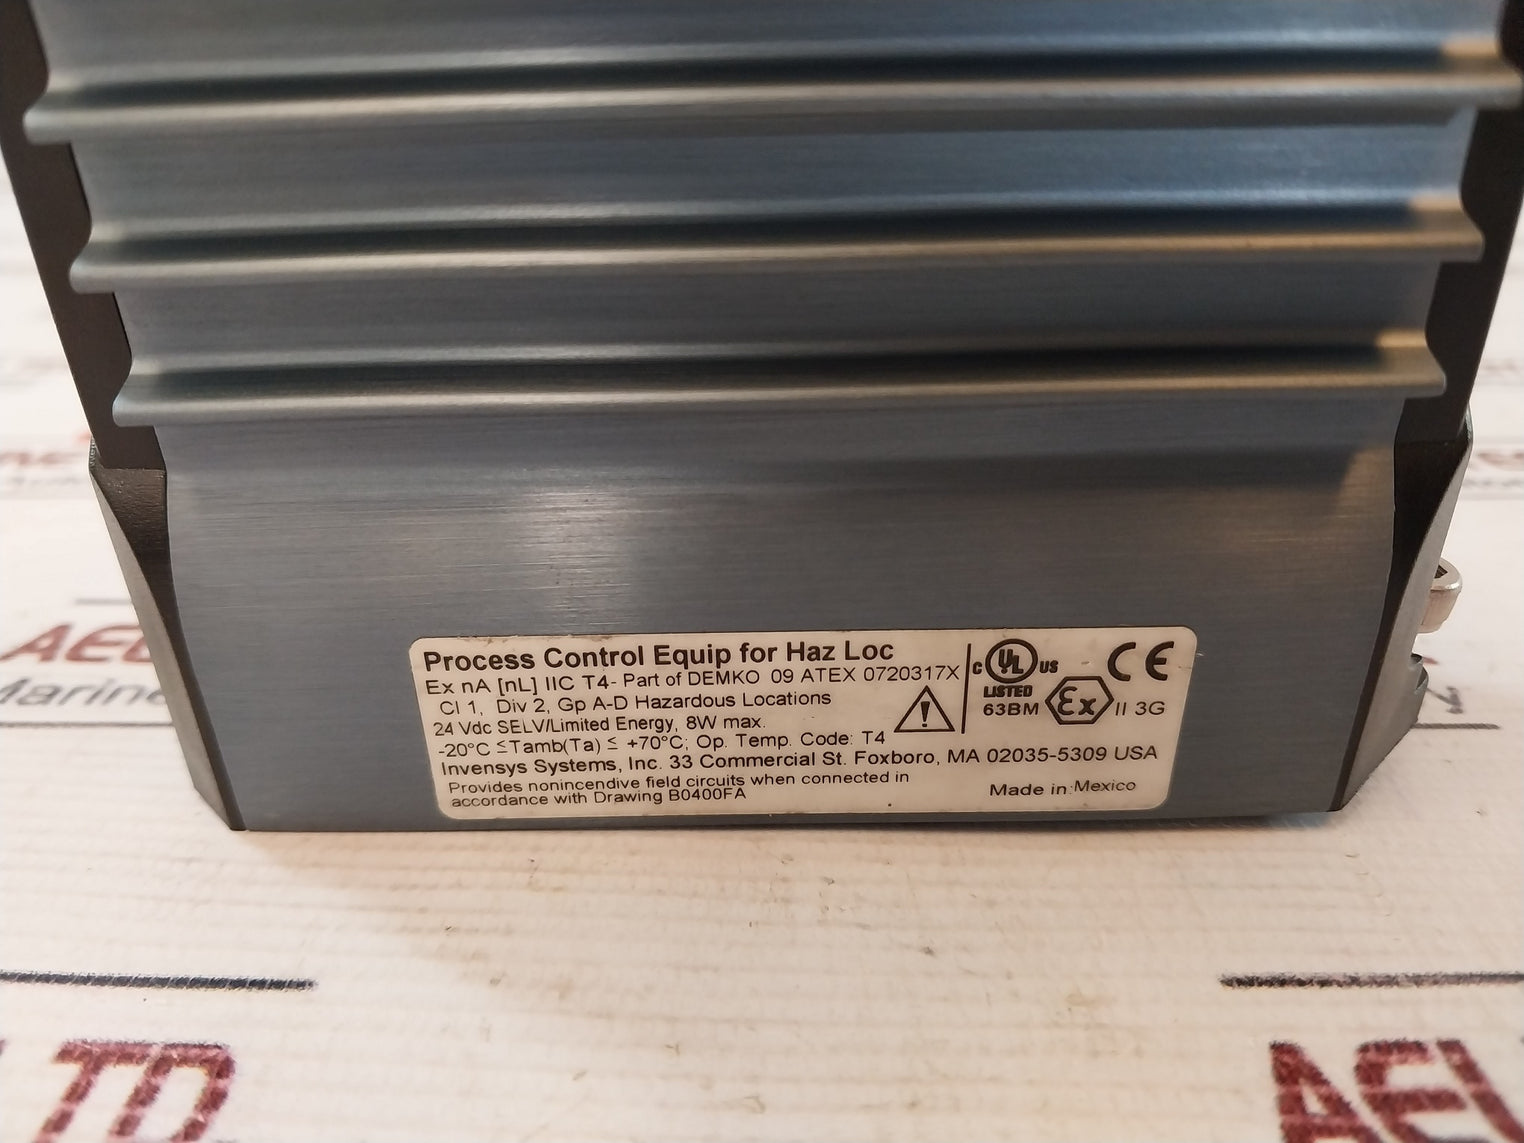 Process Control Equip for Haz Loc
Ex nA [nL] IIC T4- Part of DEMKO 09 ATEX 0720317X
Cl 1, Div 2, Gp A-D Hazardous Locations
24 Vdc SELV/Limited Energy, 8W max.
-20°C ≤Tamb(Ta) ≤ +70°C; Op. Temp. Code: T4
Invensys Systems, Inc. 33 Commercial St. Foxboro, MA 02035-5309 USA
Provides nonincendive field circuits when connected in
accordance with Drawing B0400FA
Made in: Mexico
C UL US
LISTED
63BM
CE
Ex II 3G
Marine
LTD
AEL